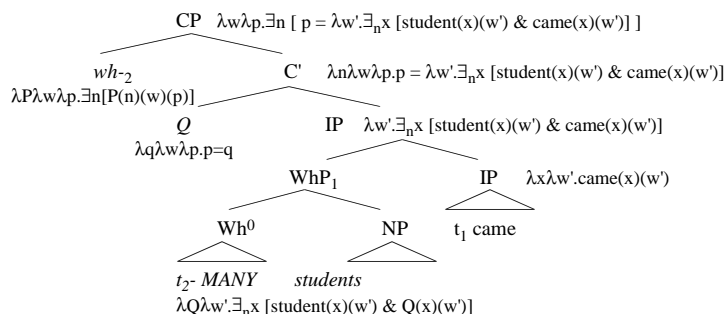 CP λwλp.∃n [ p = λw'.∃ₙx [student(x)(w') & came(x)(w')] ]
wh-₂ C' λnλwλp.p = λw'.∃ₙx [student(x)(w') & came(x)(w')]
λPλwλp.∃n[P(n)(w)(p)]
Q IP λw'.∃ₙx [student(x)(w') & came(x)(w')]
λqλwλp.p=q
WhP₁ IP λxλw'.came(x)(w')
Wh⁰ NP t₁ came
t₂- MANY students
λQλw'.∃ₙx [student(x)(w') & Q(x)(w')]